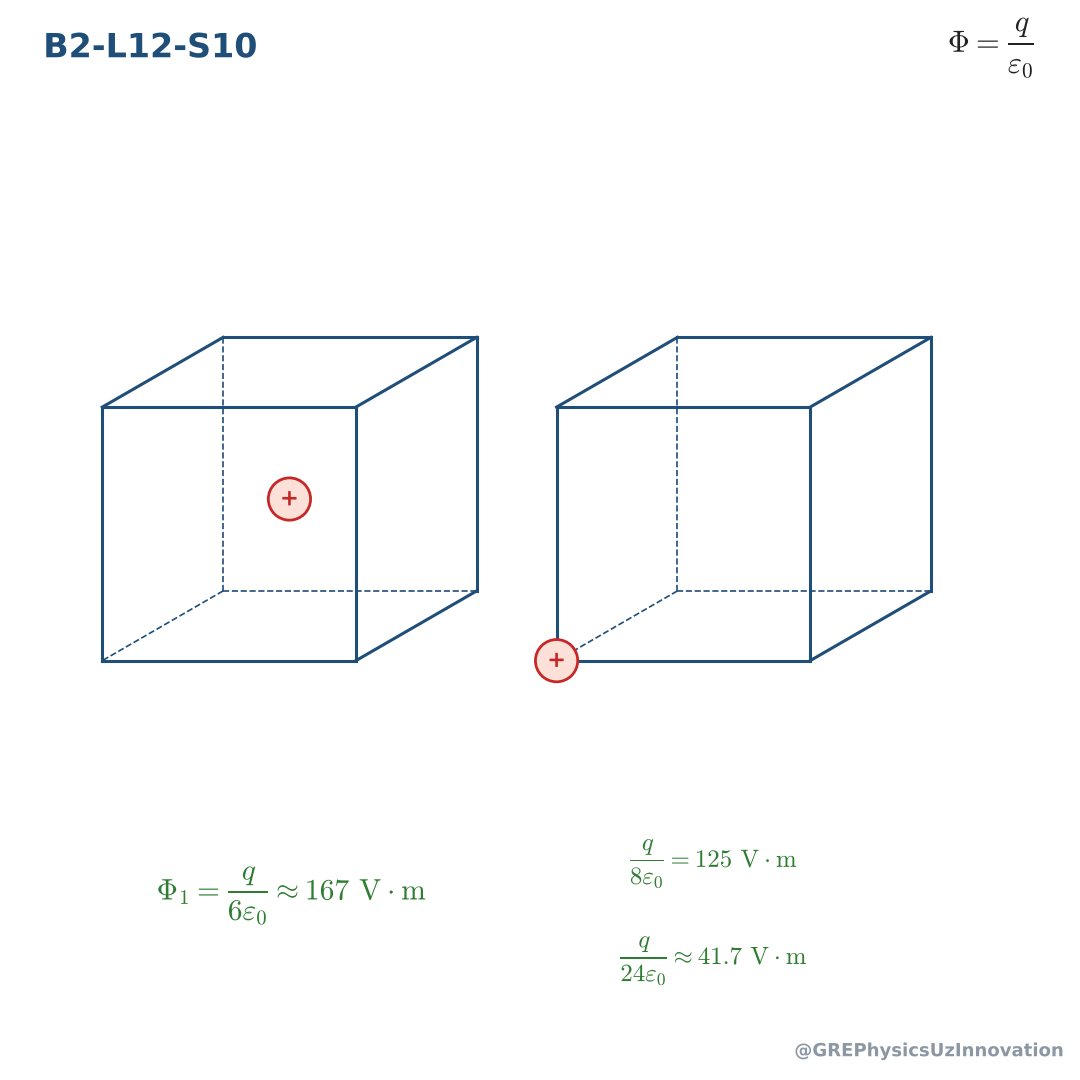 B2-L12-S10
Φ = q/ε₀
+
+
Φ₁ = q/6ε₀ ≈ 167 V · m
q/8ε₀ = 125 V · m
q/24ε₀ ≈ 41.7 V · m
@GREPhysicsUzInnovation